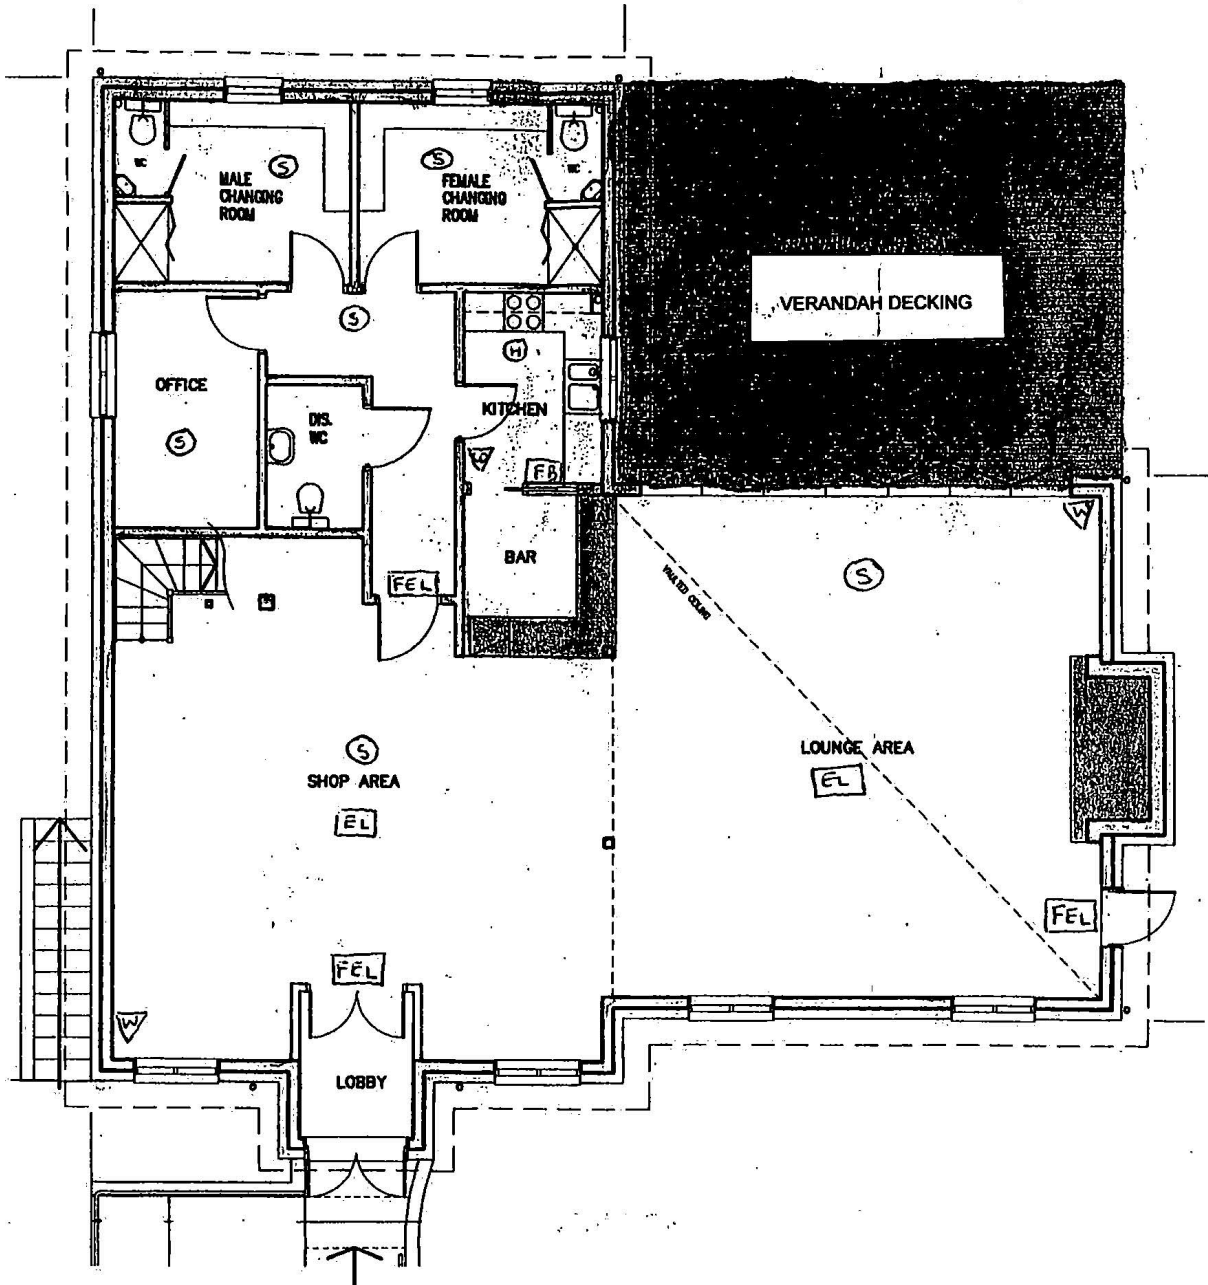 WC
MALE
CHANGING
ROOM
S
S
FEMALE
CHANGING
ROOM
WC
S
H
VERANDAH DECKING
OFFICE
S
DIS.
WC
KITCHEN
FB
W
BAR
S
FEL
VAULTED CEILING
S
SHOP AREA
EL
LOUNGE AREA
EL
FEL
FEL
W
LOBBY